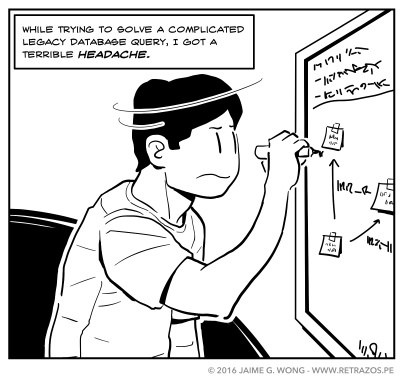 WHILE TRYING TO SOLVE A COMPLICATED
LEGACY DATABASE QUERY, I GOT A
TERRIBLE HEADACHE.
© 2016 JAIME G. WONG - WWW.RETRAZOS.PE